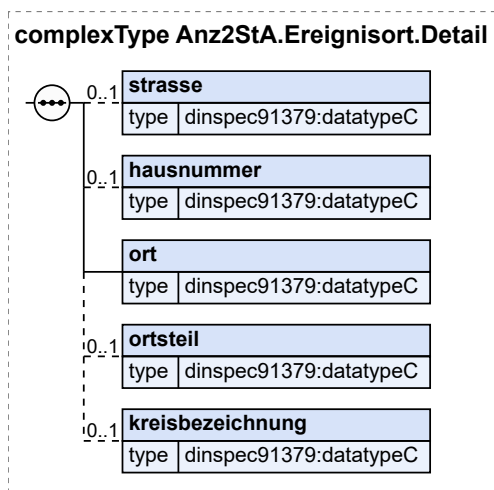 complexType Anz2StA.Ereignisort.Detail
0..1 strasse
type dinspec91379:datatypeC
0..1 hausnummer
type dinspec91379:datatypeC
ort
type dinspec91379:datatypeC
0..1 ortsteil
type dinspec91379:datatypeC
0..1 kreisbezeichnung
type dinspec91379:datatypeC